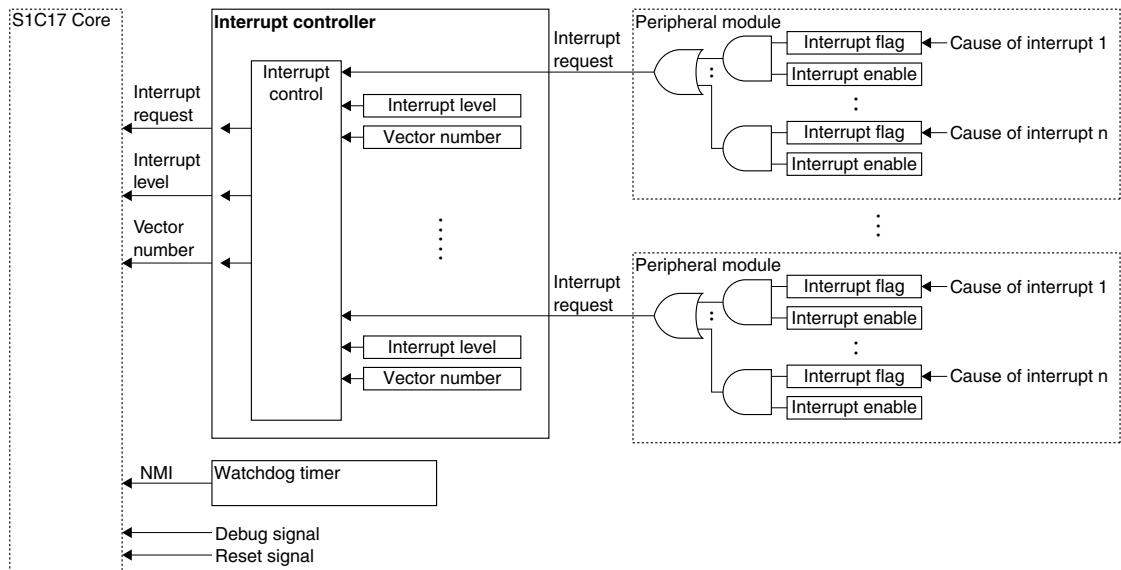 S1C17 Core
Interrupt controller
Peripheral module
Interrupt
request
Interrupt flag
Cause of interrupt 1
Interrupt enable
Interrupt
control
Interrupt level
Vector number
Interrupt
request
Interrupt flag
Cause of interrupt n
Interrupt enable
Interrupt
level
Vector
number
Peripheral module
Interrupt
request
Interrupt flag
Cause of interrupt 1
Interrupt enable
Interrupt level
Vector number
Interrupt flag
Cause of interrupt n
Interrupt enable
NMI
Watchdog timer
Debug signal
Reset signal